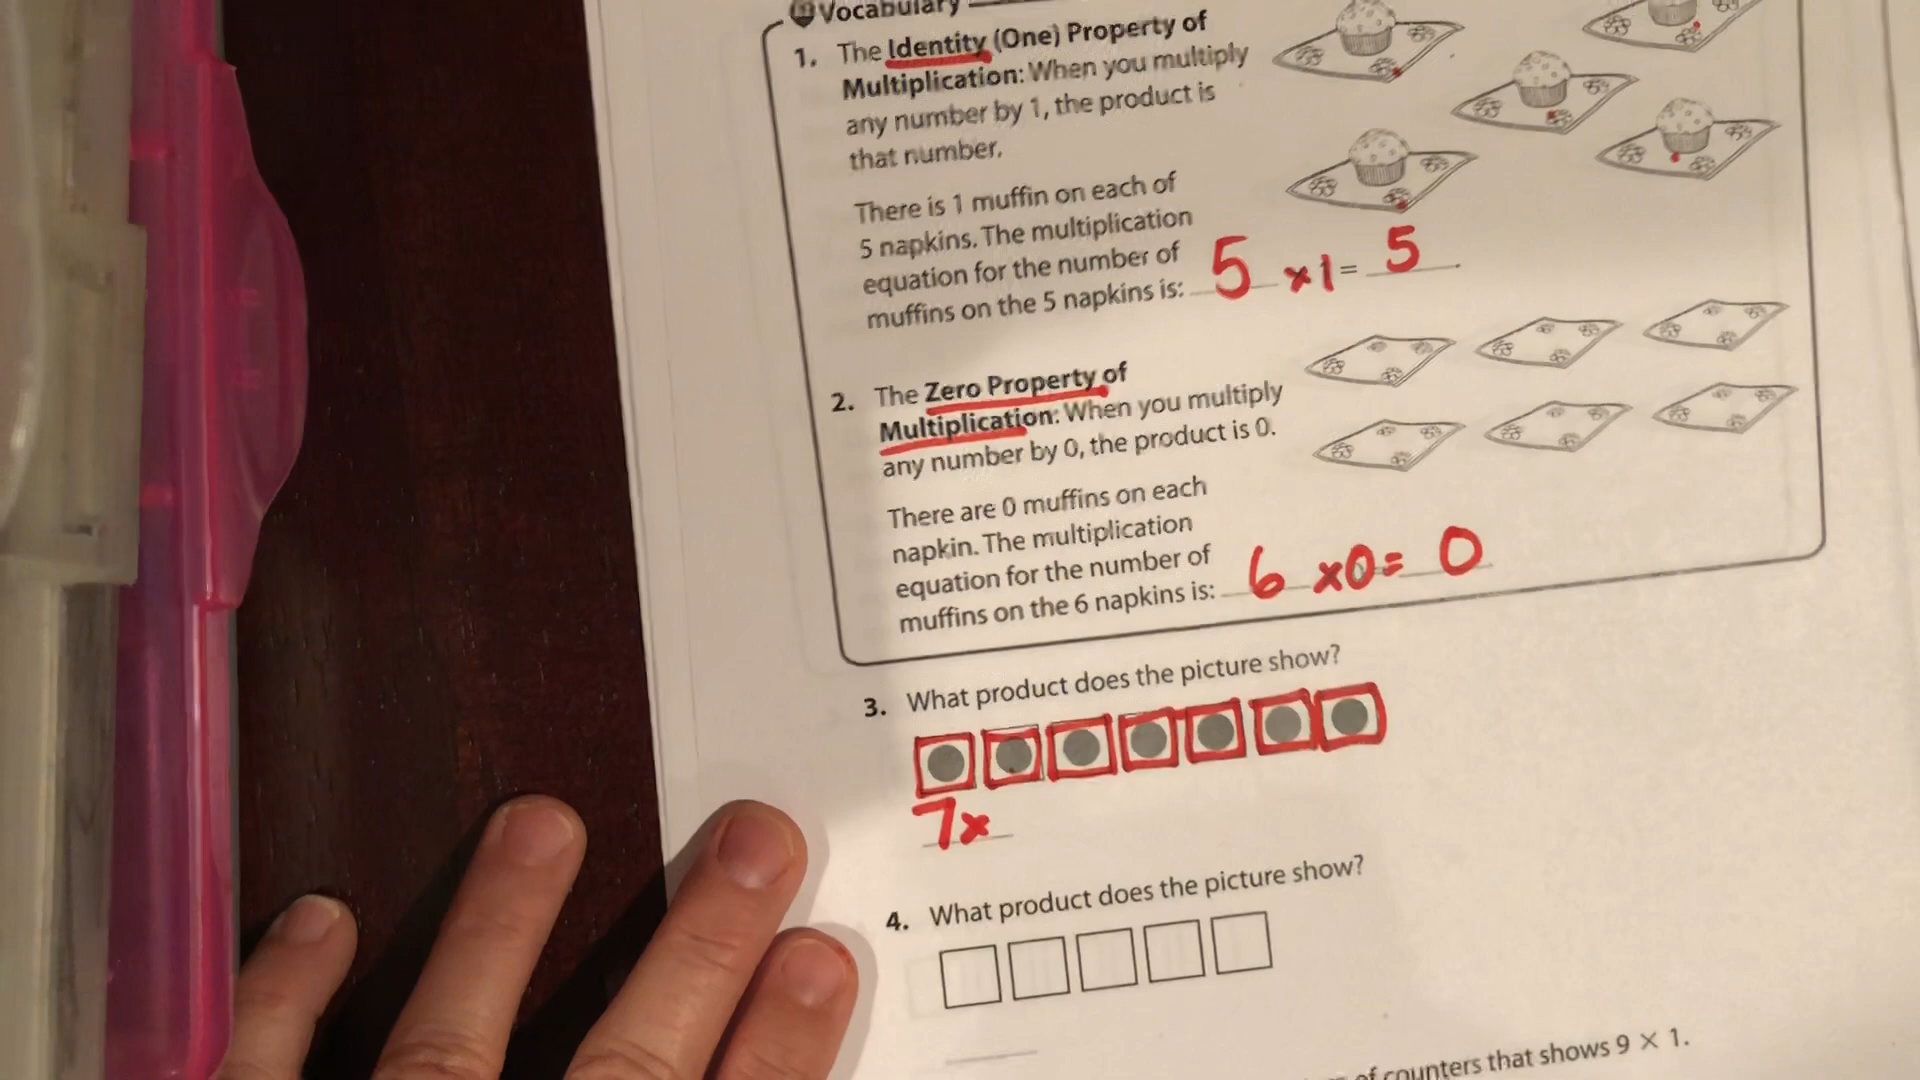 Vocabulary
1. The Identity (One) Property of
Multiplication: When you multiply
any number by 1, the product is
that number.
There is 1 muffin on each of
5 napkins. The multiplication
equation for the number of
muffins on the 5 napkins is: 5 x1= 5.
2. The Zero Property of
Multiplication: When you multiply
any number by 0, the product is 0.
There are 0 muffins on each
napkin. The multiplication
equation for the number of
muffins on the 6 napkins is: 6 x0= 0
3. What product does the picture show?
7x
4. What product does the picture show?
of counters that shows 9 × 1.